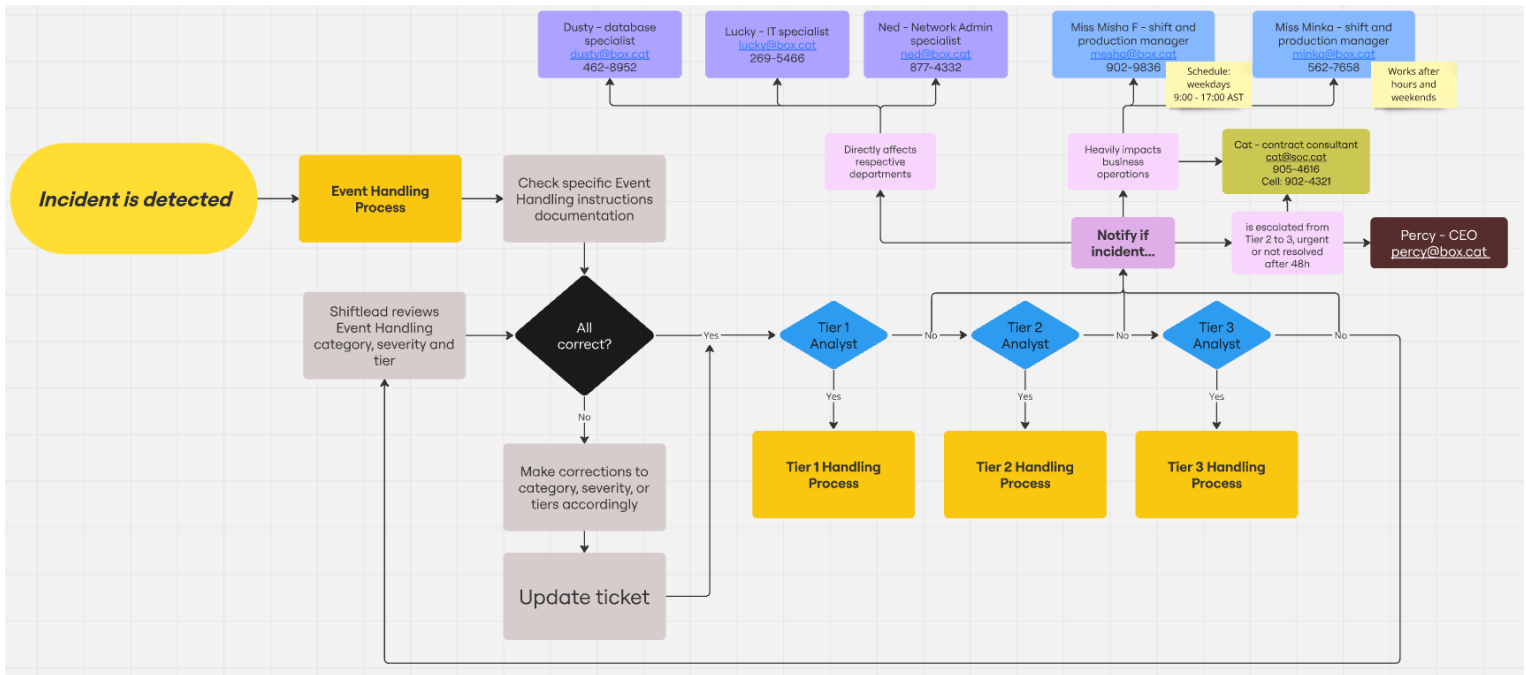 Dusty - database
specialist
dusty@box.cat
462-8952
Lucky - IT specialist
lucky@box.cat
269-5466
Ned - Network Admin
specialist
ned@box.cat
877-4332
Miss Misha F - shift and
production manager
mesha@box.cat
902-9836
Schedule:
weekdays
9:00 - 17:00 AST
Miss Minka - shift and
production manager
minka@box.cat
562-7658
Works after
hours and
weekends
Directly affects
respective
departments
Heavily impacts
business
operations
Cat - contract consultant
cat@soc.cat
905-4616
Cell: 902-4321
Incident is detected
Event Handling
Process
Check specific Event
Handling instructions
documentation
Notify if
incident...
is escalated from
Tier 2 to 3, urgent
or not resolved
after 48h
Percy - CEO
percy@box.cat
Shiftlead reviews
Event Handling
category, severity and
tier
All
correct?
Yes
Tier 1
Analyst
No
Tier 2
Analyst
No
Tier 3
Analyst
No
No
Yes
Yes
Yes
Make corrections to
category, severity, or
tiers accordingly
Tier 1 Handling
Process
Tier 2 Handling
Process
Tier 3 Handling
Process
Update ticket